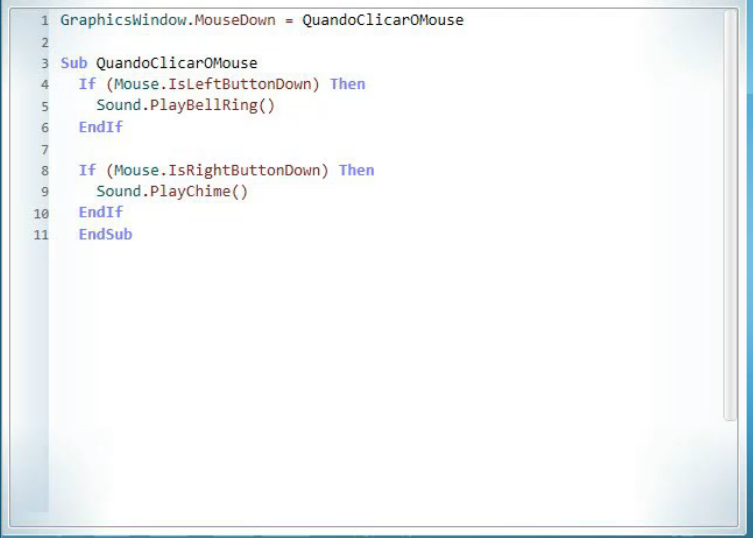 1 GraphicsWindow.MouseDown = QuandoClicarOMouse
2
3 Sub QuandoClicarOMouse
4   If (Mouse.IsLeftButtonDown) Then
5     Sound.PlayBellRing()
6   EndIf
7
8   If (Mouse.IsRightButtonDown) Then
9     Sound.PlayChime()
10   EndIf
11   EndSub